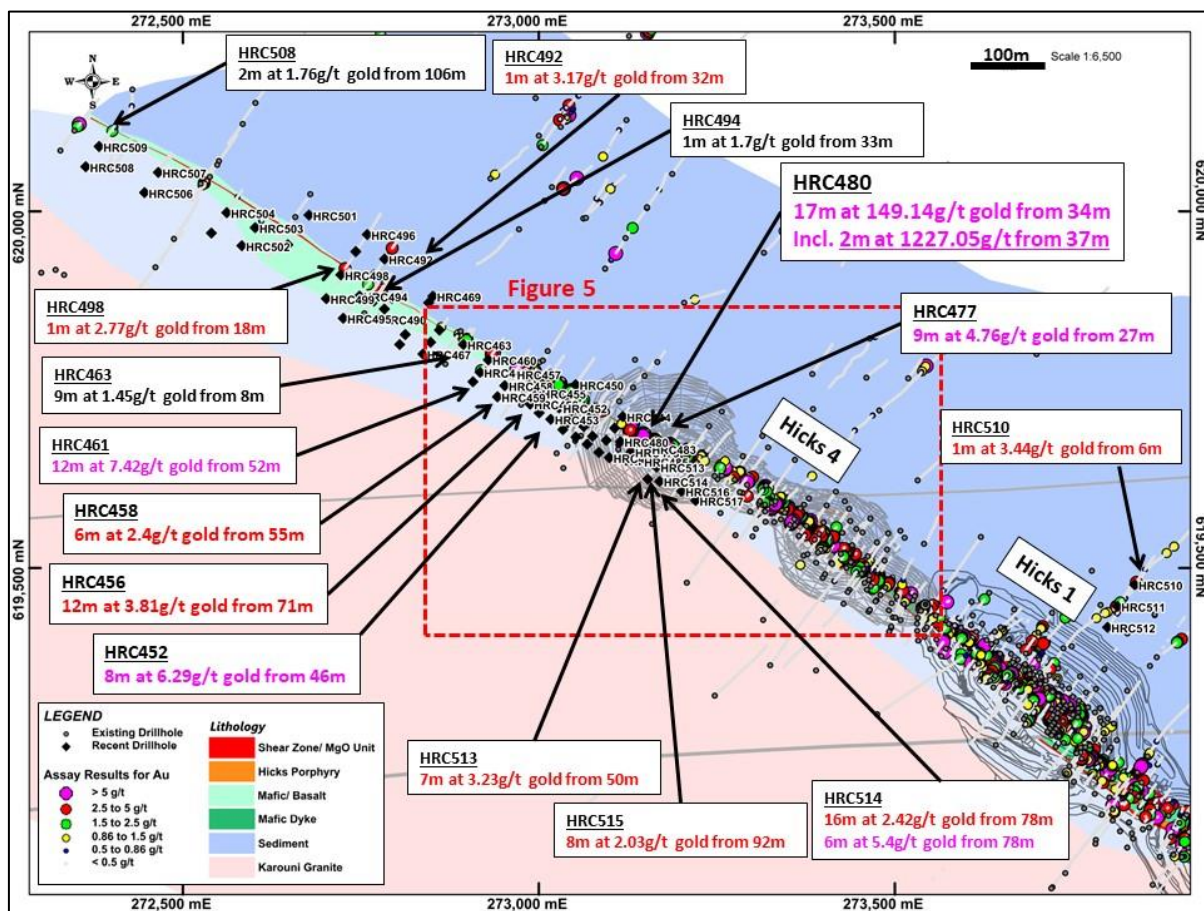 272,500 mE
273,000 mE
273,500 mE
N
W E
S
HRC508
2m at 1.76g/t gold from 106m
HRC492
1m at 3.17g/t gold from 32m
100m
Scale 1:6,500
HRC494
1m at 1.7g/t gold from 33m
HRC480
17m at 149.14g/t gold from 34m
Incl. 2m at 1227.05g/t from 37m
620,000 mN
620,000 mN
HRC509
HRC508
HRC507
HRC506
HRC504
HRC501
HRC503
HRC502
HRC496
HRC492
HRC498
HRC499
HRC494
HRC469
HRC495
HRC463
HRC467
HRC460
HRC457
HRC458
HRC450
HRC459
HRC455
HRC452
HRC453
HRC480
HRC483
HRC513
HRC514
HRC516
HRC517
Figure 5
HRC498
1m at 2.77g/t gold from 18m
HRC477
9m at 4.76g/t gold from 27m
HRC463
9m at 1.45g/t gold from 8m
HRC510
1m at 3.44g/t gold from 6m
Hicks 4
HRC461
12m at 7.42g/t gold from 52m
HRC458
6m at 2.4g/t gold from 55m
619,500 mN
619,500 mN
Hicks 1
HRC510
HRC511
HRC512
HRC456
12m at 3.81g/t gold from 71m
HRC452
8m at 6.29g/t gold from 46m
HRC513
7m at 3.23g/t gold from 50m
HRC515
8m at 2.03g/t gold from 92m
HRC514
16m at 2.42g/t gold from 78m
6m at 5.4g/t gold from 78m
LEGEND
Existing Drillhole
Recent Drillhole
Assay Results for Au
> 5 g/t
2.5 to 5 g/t
1.5 to 2.5 g/t
0.86 to 1.5 g/t
0.5 to 0.86 g/t
< 0.5 g/t
Lithology
Shear Zone/ MgO Unit
Hicks Porphyry
Mafic/ Basalt
Mafic Dyke
Sediment
Karouni Granite
272,500 mE
273,000 mE
273,500 mE